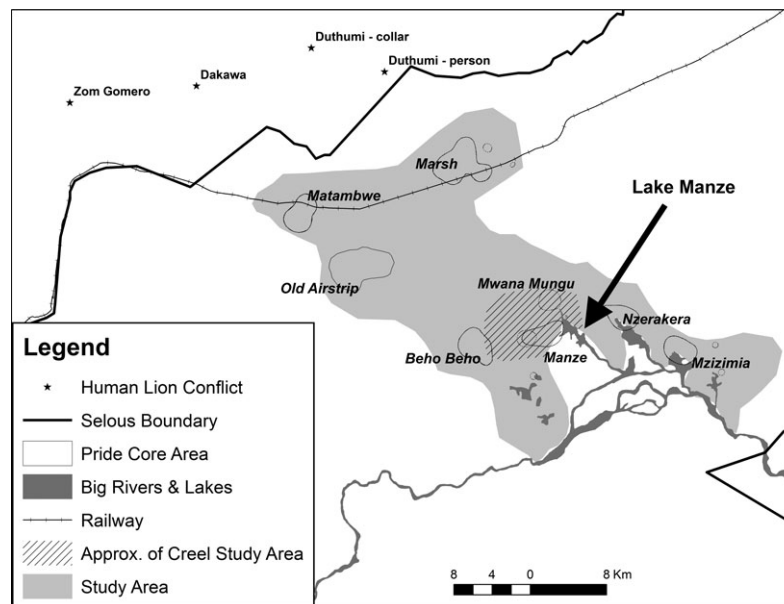 Duthumi - collar
Duthumi - person
Dakawa
Zom Gomero
Marsh
Lake Manze
Matambwe
Old Airstrip
Mwana Mungu
Nzerakera
Beho Beho
Manze
Mzizimia
Legend
Human Lion Conflict
Selous Boundary
Pride Core Area
Big Rivers & Lakes
Railway
Approx. of Creel Study Area
Study Area
8 4 0 8 Km